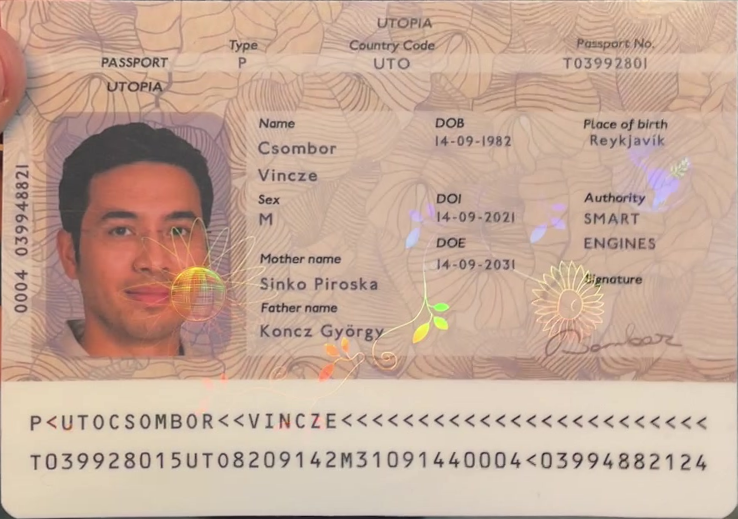 UTOPIA
PASSPORT Type Country Code Passport No.
P UTO T03992801
UTOPIA
Name DOB Place of birth
Csombor 14-09-1982 Reykjavík
Vincze
Sex DOI Authority
M 14-09-2021 SMART
DOE ENGINES
Mother name 14-09-2031 Signature
Sinko Piroska
Father name
Koncz György
Csombor
0004 039948821
P<UTOCSOMBOR<<VINCZE<<<<<<<<<<<<<<<<<<<<<<<<
T039928015UTO8209142M31091440004<03994882124